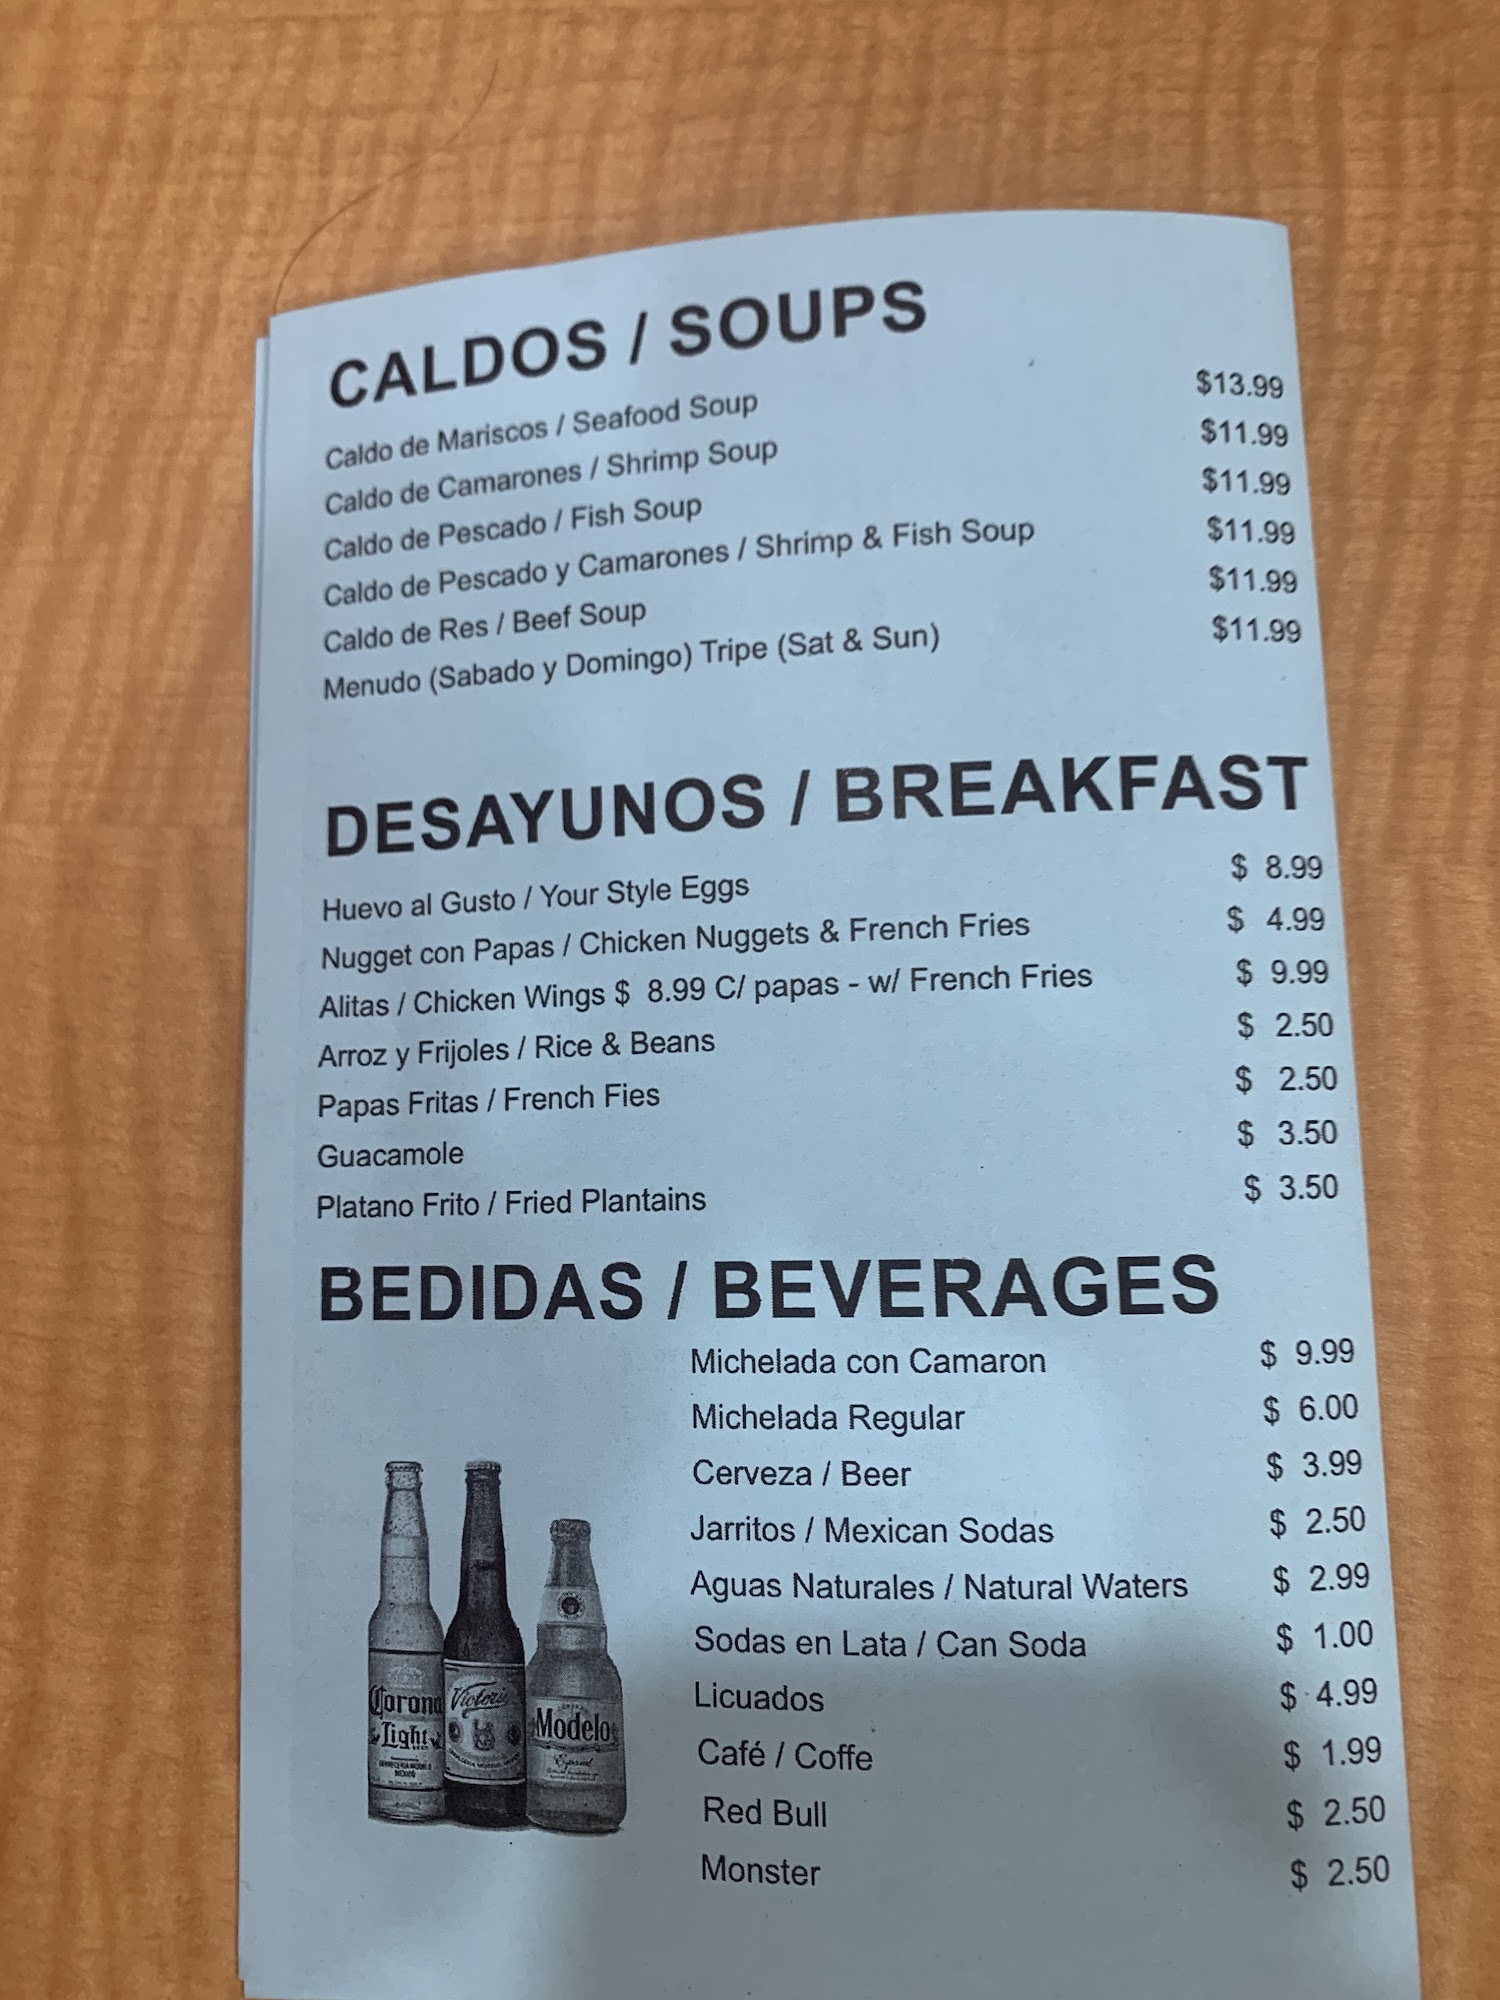 CALDOS / SOUPS
Caldo de Mariscos / Seafood Soup $13.99
Caldo de Camarones / Shrimp Soup $11.99
Caldo de Pescado / Fish Soup $11.99
Caldo de Pescado y Camarones / Shrimp & Fish Soup $11.99
Caldo de Res / Beef Soup $11.99
Menudo (Sabado y Domingo) Tripe (Sat & Sun) $11.99
DESAYUNOS / BREAKFAST
Huevo al Gusto / Your Style Eggs $ 8.99
Nugget con Papas / Chicken Nuggets & French Fries $ 4.99
Alitas / Chicken Wings $ 8.99 C/ papas - w/ French Fries $ 9.99
Arroz y Frijoles / Rice & Beans $ 2.50
Papas Fritas / French Fies $ 2.50
Guacamole $ 3.50
Platano Frito / Fried Plantains $ 3.50
BEDIDAS / BEVERAGES
Michelada con Camaron $ 9.99
Michelada Regular $ 6.00
Cerveza / Beer $ 3.99
Jarritos / Mexican Sodas $ 2.50
Aguas Naturales / Natural Waters $ 2.99
Sodas en Lata / Can Soda $ 1.00
Licuados $ 4.99
Café / Coffe $ 1.99
Red Bull $ 2.50
Monster $ 2.50
Corona
Light
Victoria
Modelo
Especial